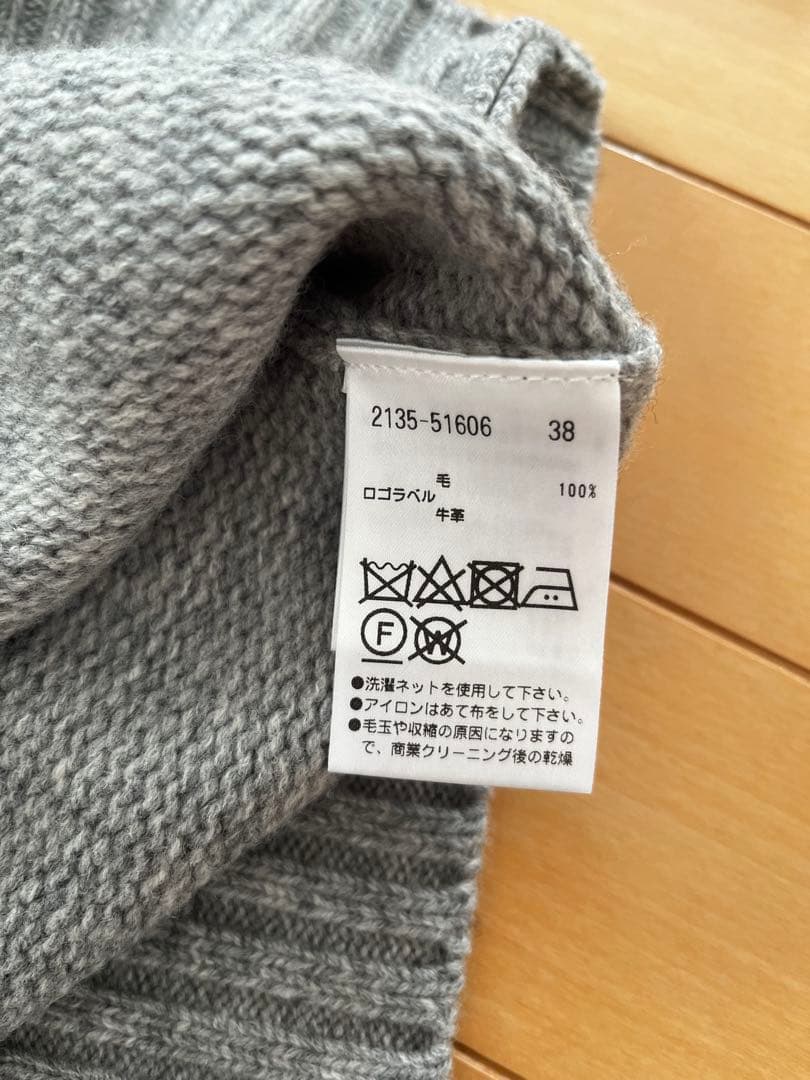 2135-51606 38
毛 100%
ロゴラベル
牛革
F
W
●洗濯ネットを使用して下さい。
●アイロンはあて布をして下さい。
●毛玉や収縮の原因になりますの
で、商業クリーニング後の乾燥